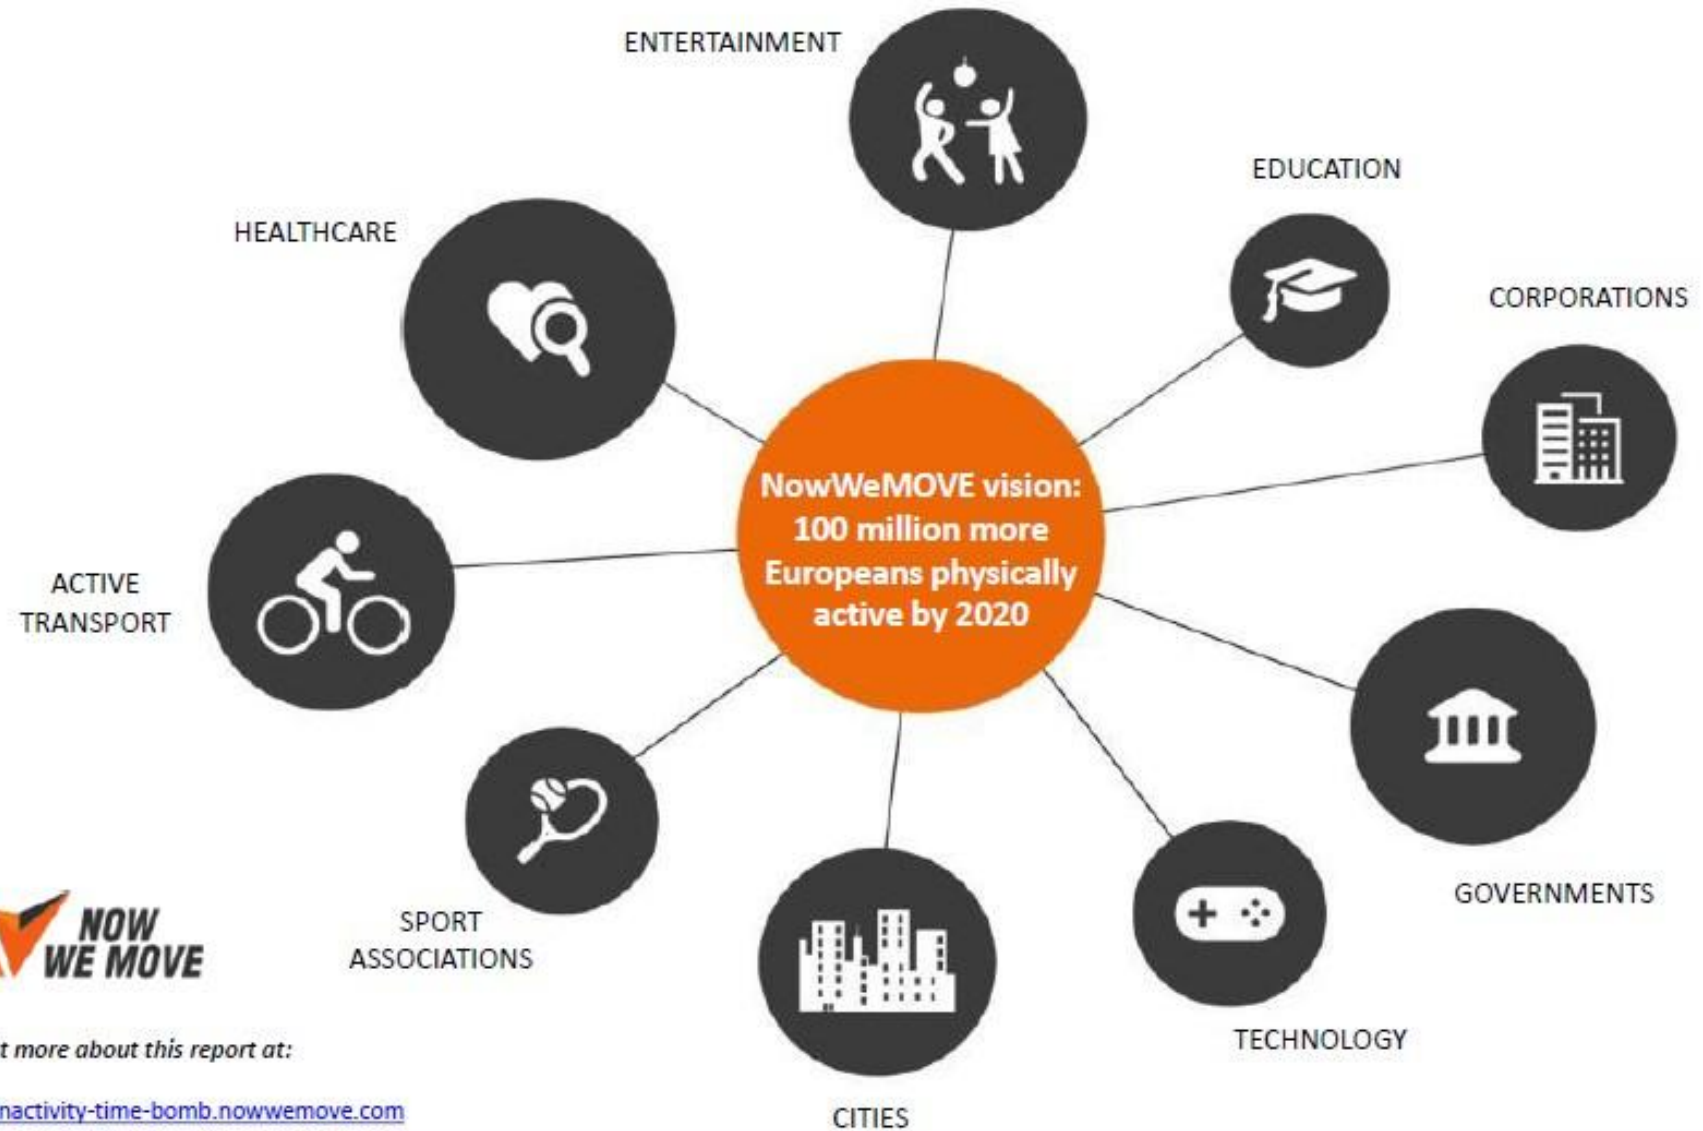 ENTERTAINMENT
EDUCATION
HEALTHCARE
CORPORATIONS
NowWeMOVE vision:
100 million more
Europeans physically
active by 2020
ACTIVE
TRANSPORT
GOVERNMENTS
SPORT
ASSOCIATIONS
NOW
WE MOVE
TECHNOLOGY
t more about this report at:
nactivity-time-bomb.nowwemove.com
CITIES